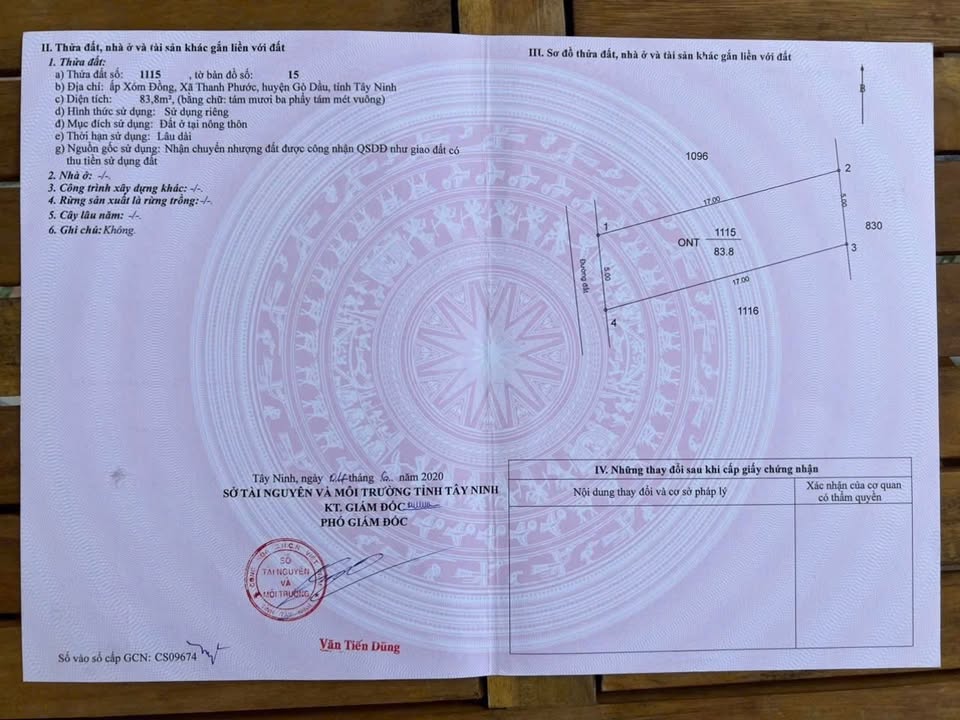 II. Thửa đất, nhà ở và tài sản khác gắn liền với đất
1. Thửa đất:
a) Thửa đất số: 1115 , tờ bản đồ số: 15
b) Địa chỉ: ấp Xóm Đồng, Xã Thanh Phước, huyện Gò Dầu, tỉnh Tây Ninh
c) Diện tích: 83,8m², (bằng chữ: tám mươi ba phẩy tám mét vuông)
d) Hình thức sử dụng: Sử dụng riêng
đ) Mục đích sử dụng: Đất ở tại nông thôn
e) Thời hạn sử dụng: Lâu dài
g) Nguồn gốc sử dụng: Nhận chuyển nhượng đất được công nhận QSDĐ như giao đất có
thu tiền sử dụng đất
2. Nhà ở: -/-.
3. Công trình xây dựng khác: -/-.
4. Rừng sản xuất là rừng trồng: -/-.
5. Cây lâu năm: -/-.
6. Ghi chú: Không.
Tây Ninh, ngày tháng năm 2020
SỞ TÀI NGUYÊN VÀ MÔI TRƯỜNG TỈNH TÂY NINH
KT. GIÁM ĐỐC
PHÓ GIÁM ĐỐC
SỞ
TÀI NGUYÊN
VÀ
MÔI TRƯỜNG
Văn Tiến Dũng
Số vào sổ cấp GCN: CS09674
III. Sơ đồ thửa đất, nhà ở và tài sản khác gắn liền với đất
B
1096
2
17.00
5.00
830
1
ONT
1115
83.8
3
Đường đất
5.00
17.00
1116
4
IV. Những thay đổi sau khi cấp giấy chứng nhận
Nội dung thay đổi và cơ sở pháp lý
Xác nhận của cơ quan
có thẩm quyền